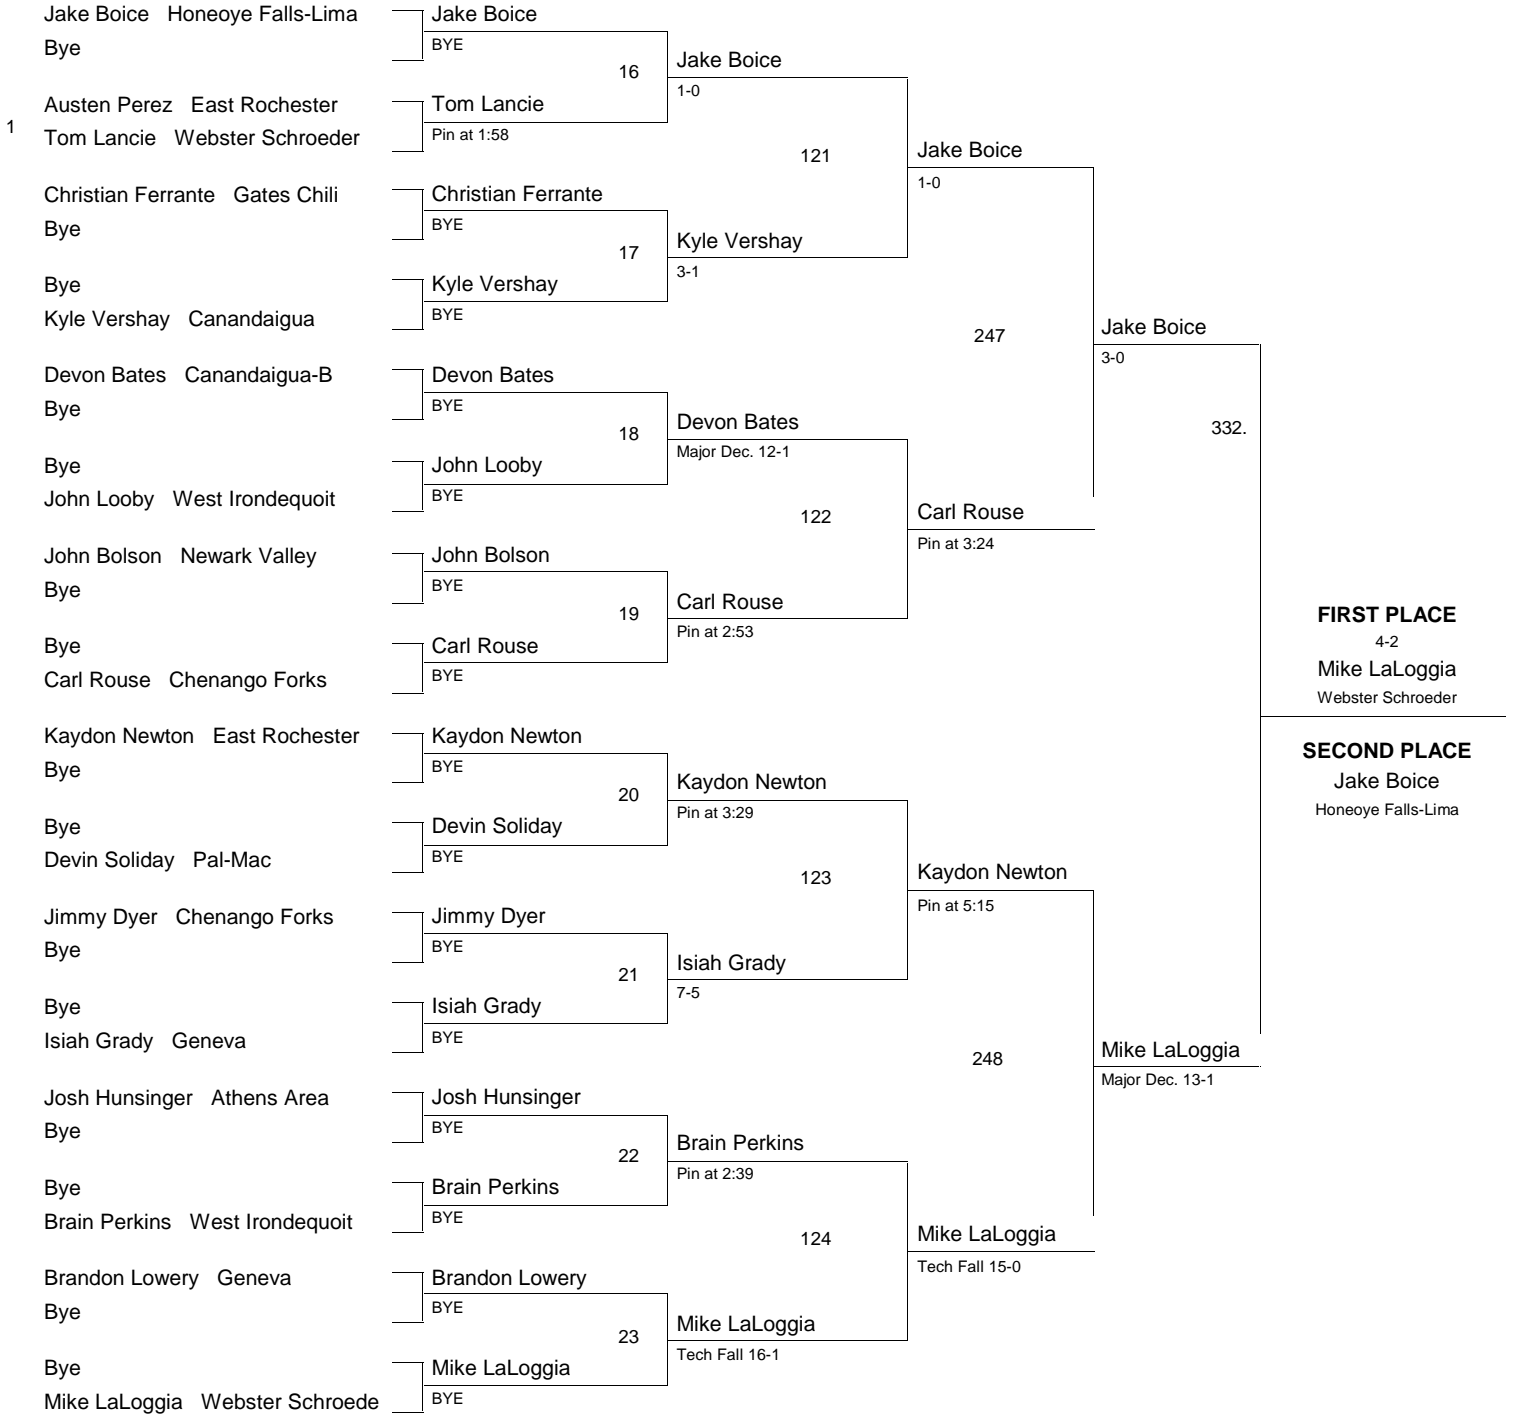 Jake Boice Honeoye Falls-Lima
Bye
1
Austen Perez East Rochester
Tom Lancie Webster Schroeder
Christian Ferrante Gates Chili
Bye
Bye
Kyle Vershay Canandaigua
Devon Bates Canandaigua-B
Bye
Bye
John Looby West Irondequoit
John Bolson Newark Valley
Bye
Bye
Carl Rouse Chenango Forks
Kaydon Newton East Rochester
Bye
Bye
Devin Soliday Pal-Mac
Jimmy Dyer Chenango Forks
Bye
Bye
Isiah Grady Geneva
Josh Hunsinger Athens Area
Bye
Bye
Brain Perkins West Irondequoit
Brandon Lowery Geneva
Bye
Bye
Mike LaLoggia Webster Schroede
Jake Boice
BYE
16
Tom Lancie
Pin at 1:58
Christian Ferrante
BYE
17
Kyle Vershay
BYE
Devon Bates
BYE
18
John Looby
BYE
John Bolson
BYE
19
Carl Rouse
BYE
Kaydon Newton
BYE
20
Devin Soliday
BYE
Jimmy Dyer
BYE
21
Isiah Grady
BYE
Josh Hunsinger
BYE
22
Brain Perkins
BYE
Brandon Lowery
BYE
23
Mike LaLoggia
BYE
Jake Boice
1-0
121
Kyle Vershay
3-1
Devon Bates
Major Dec. 12-1
122
Carl Rouse
Pin at 2:53
Kaydon Newton
Pin at 3:29
123
Isiah Grady
7-5
Brain Perkins
Pin at 2:39
124
Mike LaLoggia
Tech Fall 16-1
Jake Boice
1-0
247
Carl Rouse
Pin at 3:24
Kaydon Newton
Pin at 5:15
248
Mike LaLoggia
Tech Fall 15-0
Jake Boice
3-0
332.
Mike LaLoggia
Major Dec. 13-1
FIRST PLACE
4-2
Mike LaLoggia
Webster Schroeder
SECOND PLACE
Jake Boice
Honeoye Falls-Lima